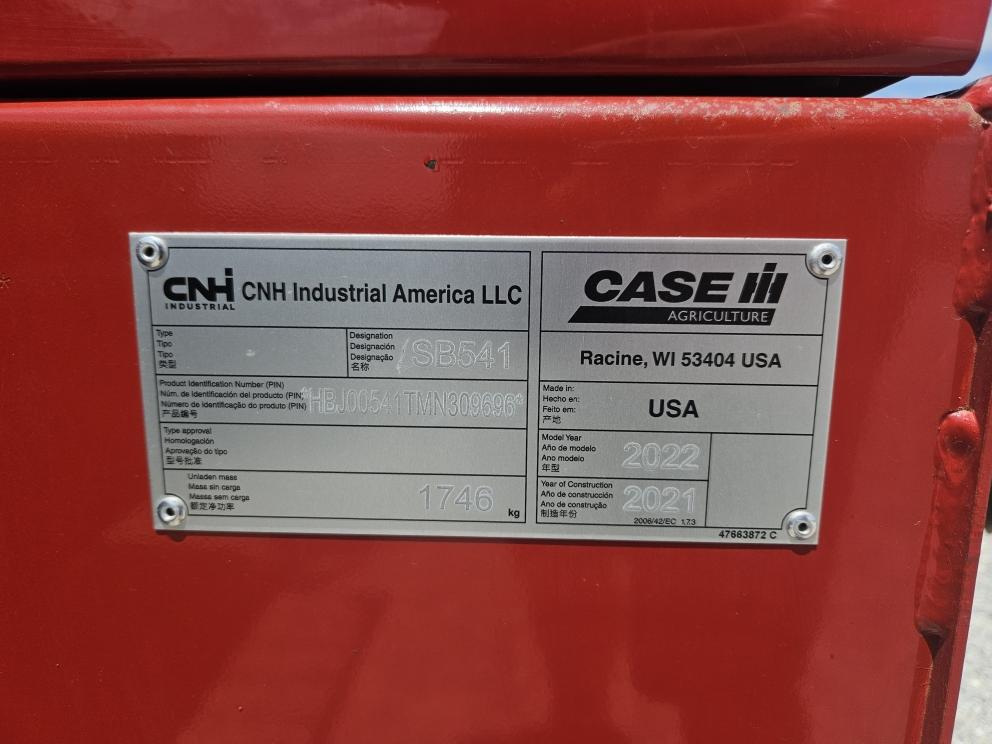 CNH INDUSTRIAL CNH Industrial America LLC
Type
Tipo
Tipo
类型
Designation
Designación
Designação
名称
/SB541
Product Identification Number (PIN)
Núm. de identificación del producto (PIN)
Número de identificação do produto (PIN)
产品编号
*HBJ00541TMN309696*
Type approval
Homologación
Aprovação do tipo
型号批准
Unladen mass
Masa sin carga
Massa sem carga
额定净功率
1746 kg
CASE IH
AGRICULTURE
Racine, WI 53404 USA
Made in:
Hecho en:
Feito em:
产地
USA
Model Year
Año de modelo
Ano modelo
年型
2022
Year of Construction
Año de construcción
Ano de construção
制造年份
2021
2006/42/EC 1.7.3
47663872 C